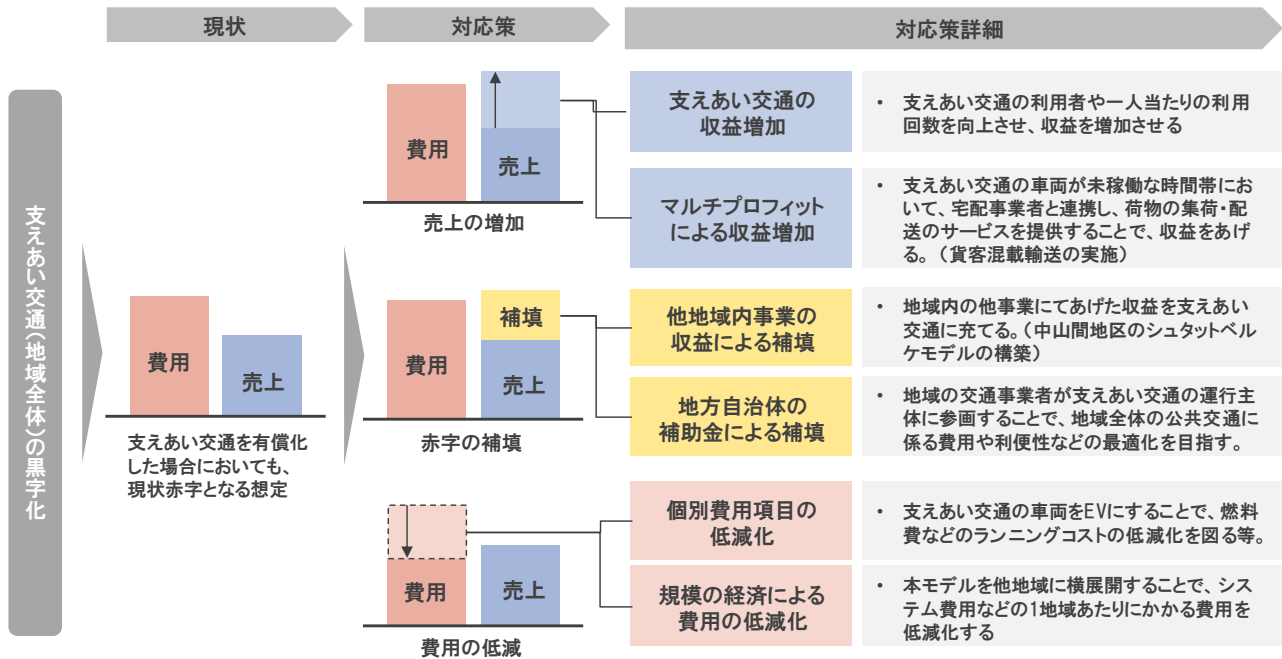 現状
対応策
対応策詳細
支えあい交通(地域全体)の黒字化
費用
売上
支えあい交通を有償化
した場合においても、
現状赤字となる想定
費用
売上
売上の増加
支えあい交通の
収益増加
・ 支えあい交通の利用者や一人当たりの利用
回数を向上させ、収益を増加させる
マルチプロフィット
による収益増加
・ 支えあい交通の車両が未稼働な時間帯にお
いて、宅配事業者と連携し、荷物の集荷・配
送のサービスを提供することで、収益をあげ
る。（貨客混載輸送の実施）
費用
補填
売上
赤字の補填
他地域内事業の
収益による補填
・ 地域内の他事業にてあげた収益を支えあい
交通に充てる。（中山間地区のシュタットベル
ケモデルの構築）
地方自治体の
補助金による補填
・ 地域の交通事業者が支えあい交通の運行主
体に参画することで、地域全体の公共交通に
係る費用や利便性などの最適化を目指す。
費用
売上
費用の低減
個別費用項目の
低減化
・ 支えあい交通の車両をEVにすることで、燃料
費などのランニングコストの低減化を図る等。
規模の経済による
費用の低減化
・ 本モデルを他地域に横展開することで、シス
テム費用などの1地域あたりにかかる費用を
低減化する